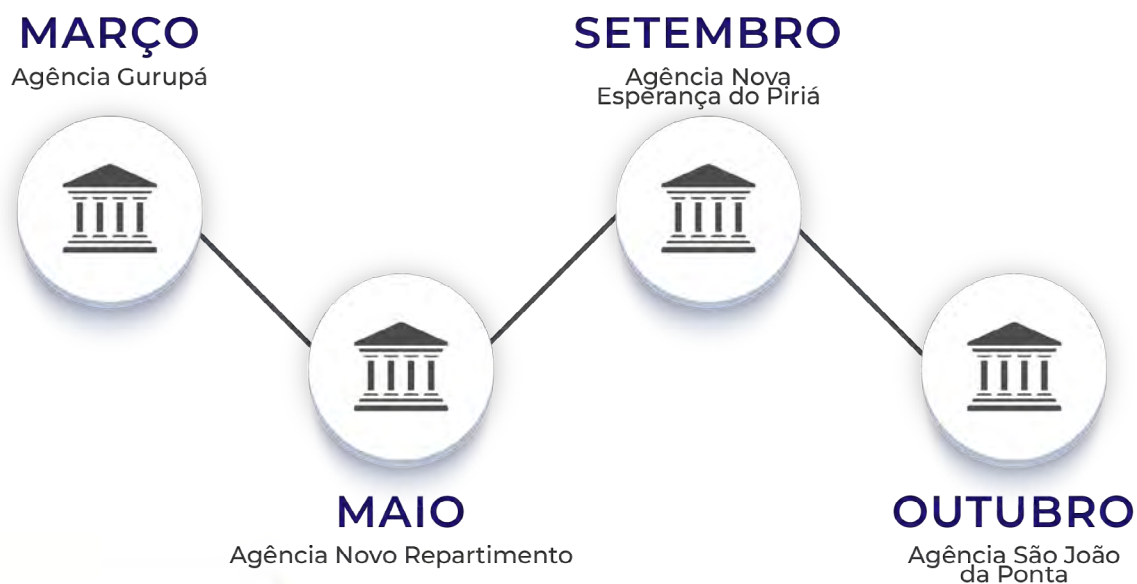 MARÇO
Agência Gurupá
SETEMBRO
Agência Nova
Esperança do Piriá
MAIO
Agência Novo Repartimento
OUTUBRO
Agência São João
da Ponta